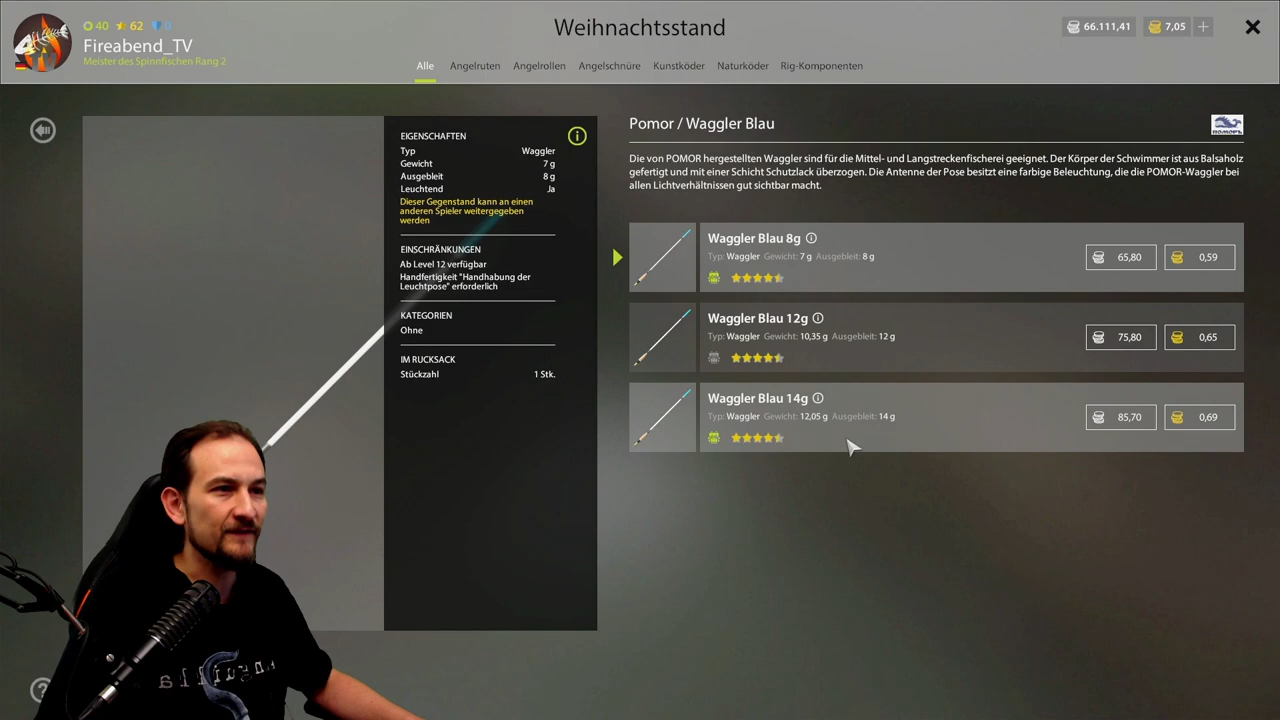 40 62 0
Fireabend_TV
Meister des Spinnfischen Rang 2
Weihnachtsstand
66.111,41 7,05 +
Alle Angelruten Angelrollen Angelschnüre Kunstköder Naturköder Rig-Komponenten
EIGENSCHAFTEN
Typ Waggler
Gewicht 7 g
Ausgebleit 8 g
Leuchtend Ja
Dieser Gegenstand kann an einen
anderen Spieler weitergegeben
werden
EINSCHRÄNKUNGEN
Ab Level 12 verfügbar
Handfertigkeit "Handhabung der
Leuchtpose" erforderlich
KATEGORIEN
Ohne
IM RUCKSACK
Stückzahl 1 Stk.
Pomor / Waggler Blau
Die von POMOR hergestellten Waggler sind für die Mittel- und Langstreckenfischerei geeignet. Der Körper der Schwimmer ist aus Balsaholz
gefertigt und mit einer Schicht Schutzlack überzogen. Die Antenne der Pose besitzt eine farbige Beleuchtung, die die POMOR-Waggler bei
allen Lichtverhältnissen gut sichtbar macht.
Waggler Blau 8g
Typ: Waggler Gewicht: 7 g Ausgebleit: 8 g
65,80 0,59
Waggler Blau 12g
Typ: Waggler Gewicht: 10,35 g Ausgebleit: 12 g
75,80 0,65
Waggler Blau 14g
Typ: Waggler Gewicht: 12,05 g Ausgebleit: 14 g
85,70 0,69